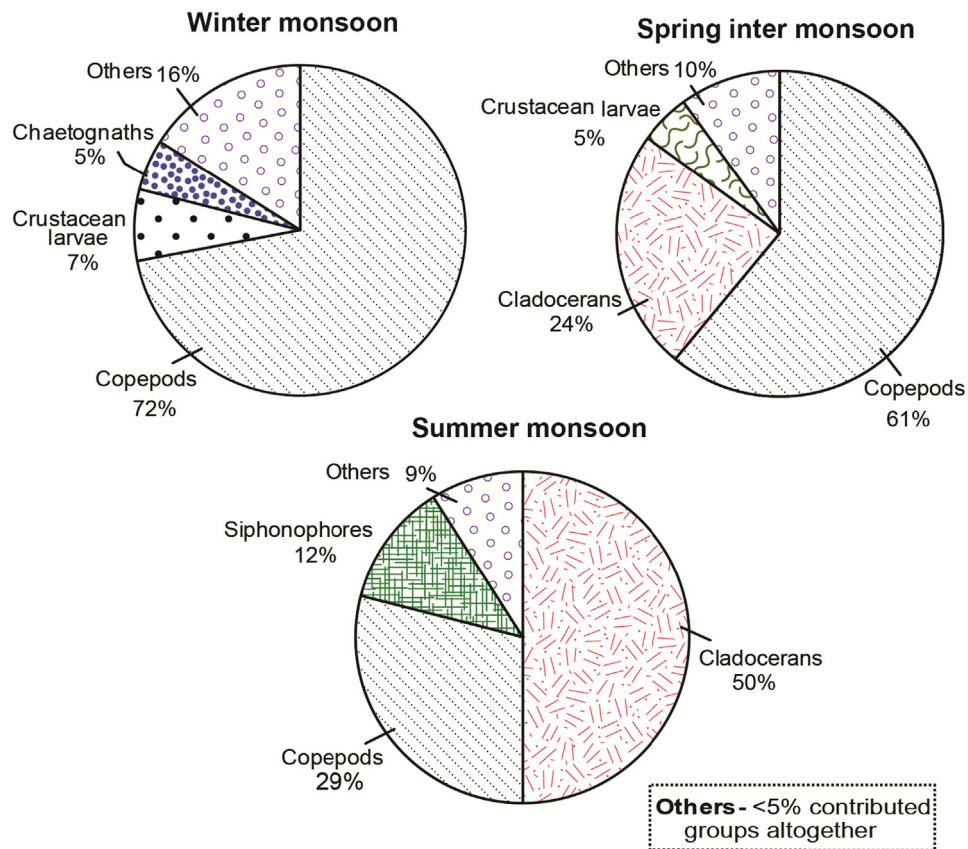 Winter monsoon
Others 16%
Chaetognaths
5%
Crustacean
larvae
7%
Copepods
72%
Spring inter monsoon
Others 10%
Crustacean larvae
5%
Cladocerans
24%
Copepods
61%
Summer monsoon
Others 9%
Siphonophores
12%
Cladocerans
50%
Copepods
29%
Others - <5% contributed
groups altogether